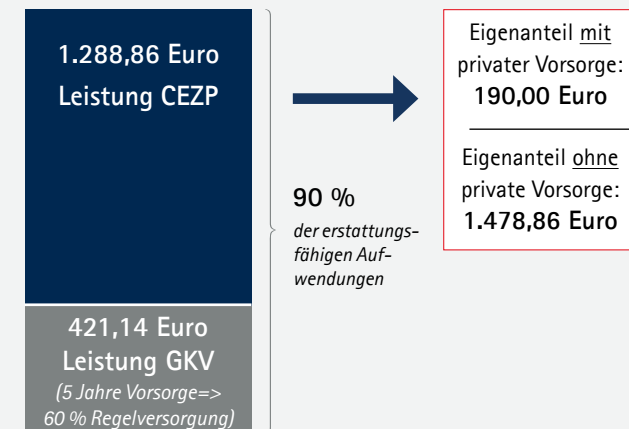 1.288,86 Euro
Leistung CEZP
421,14 Euro
Leistung GKV
(5 Jahre Vorsorge=>
60 % Regelversorgung)
90 %
der erstattungs-
fähigen Auf-
wendungen
Eigenanteil mit
privater Vorsorge:
190,00 Euro
Eigenanteil ohne
private Vorsorge:
1.478,86 Euro